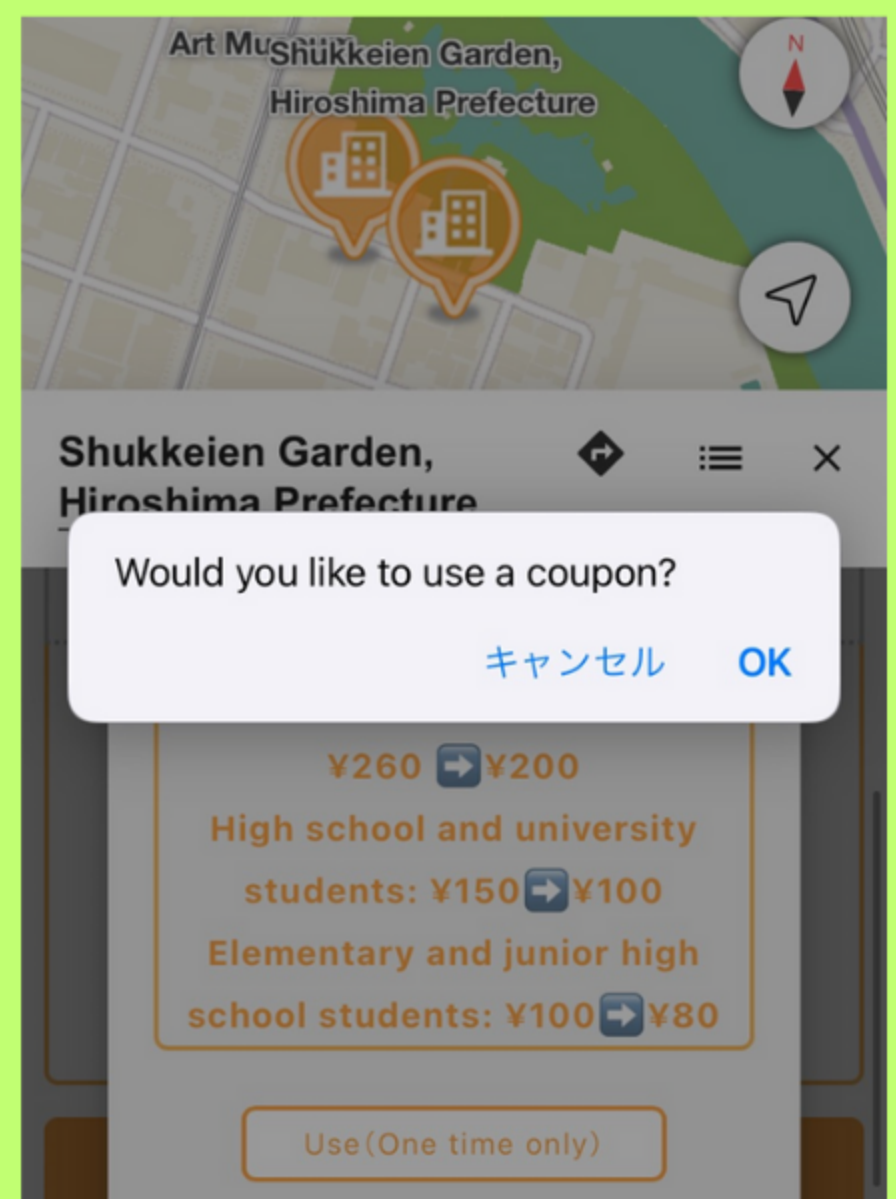 Art Museum
Shukkeien Garden,
Hiroshima Prefecture
N
Shukkeien Garden,
Hiroshima Prefecture
Would you like to use a coupon?
キャンセル
OK
¥260 ➡️ ¥200
High school and university
students: ¥150➡️¥100
Elementary and junior high
school students: ¥100➡️¥80
Use(One time only)